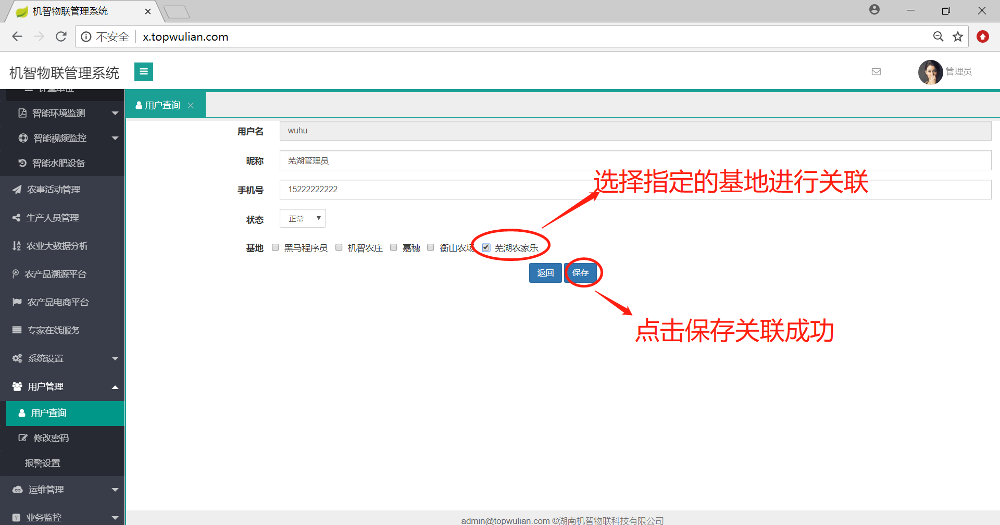 机智物联管理系统
不安全 x.topwulian.com
机智物联管理系统
管理员
计量单位
智能环境监测
智能视频监控
智能水肥设备
农事活动管理
生产人员管理
农业大数据分析
农产品溯源平台
农产品电商平台
专家在线服务
系统设置
用户管理
用户查询
修改密码
报警设置
运维管理
业务监控
用户查询
用户名 wuhu
昵称 芜湖管理员
手机号 15222222222
选择指定的基地进行关联
状态 正常
基地 黑马程序员 机智农庄 嘉穗 衡山农场 芜湖农家乐
返回 保存
点击保存关联成功
admin@topwulian.com ©湖南机智物联科技有限公司